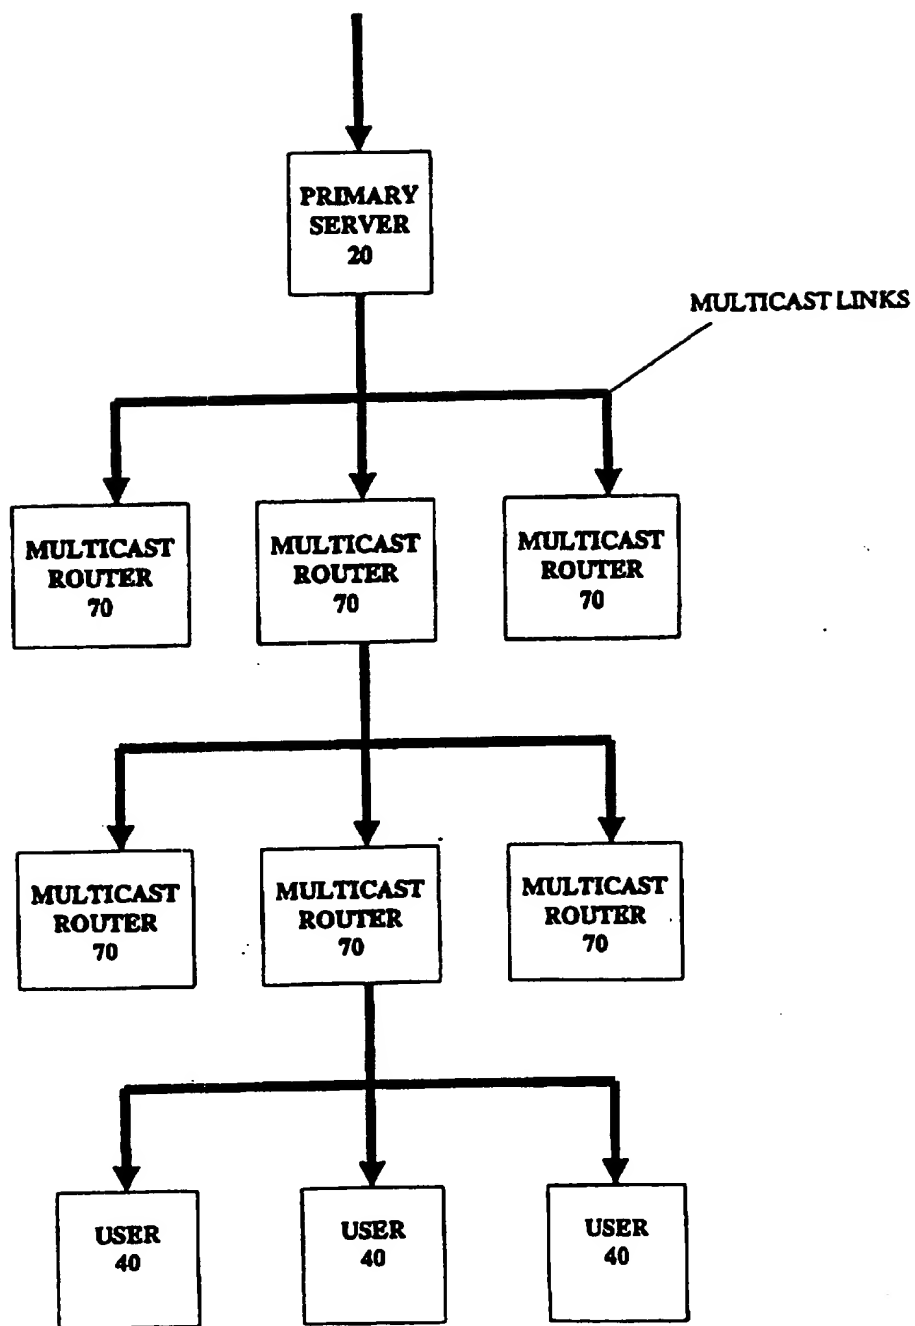 PRIMARY
SERVER
20
MULTICAST LINKS
MULTICAST
ROUTER
70
MULTICAST
ROUTER
70
MULTICAST
ROUTER
70
MULTICAST
ROUTER
70
MULTICAST
ROUTER
70
MULTICAST
ROUTER
70
USER
40
USER
40
USER
40